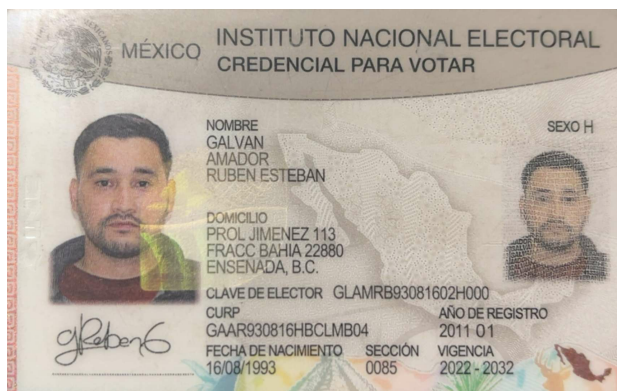 MÉXICO
INSTITUTO NACIONAL ELECTORAL
CREDENCIAL PARA VOTAR
NOMBRE
GALVAN
AMADOR
RUBEN ESTEBAN
SEXO H
DOMICILIO
PROL JIMENEZ 113
FRACC BAHIA 22880
ENSENADA, B.C.
CLAVE DE ELECTOR GLAMRB93081602H000
CURP
GAAR930816HBCLMB04
AÑO DE REGISTRO
2011 01
FECHA DE NACIMIENTO
16/08/1993
SECCIÓN
0085
VIGENCIA
2022 - 2032